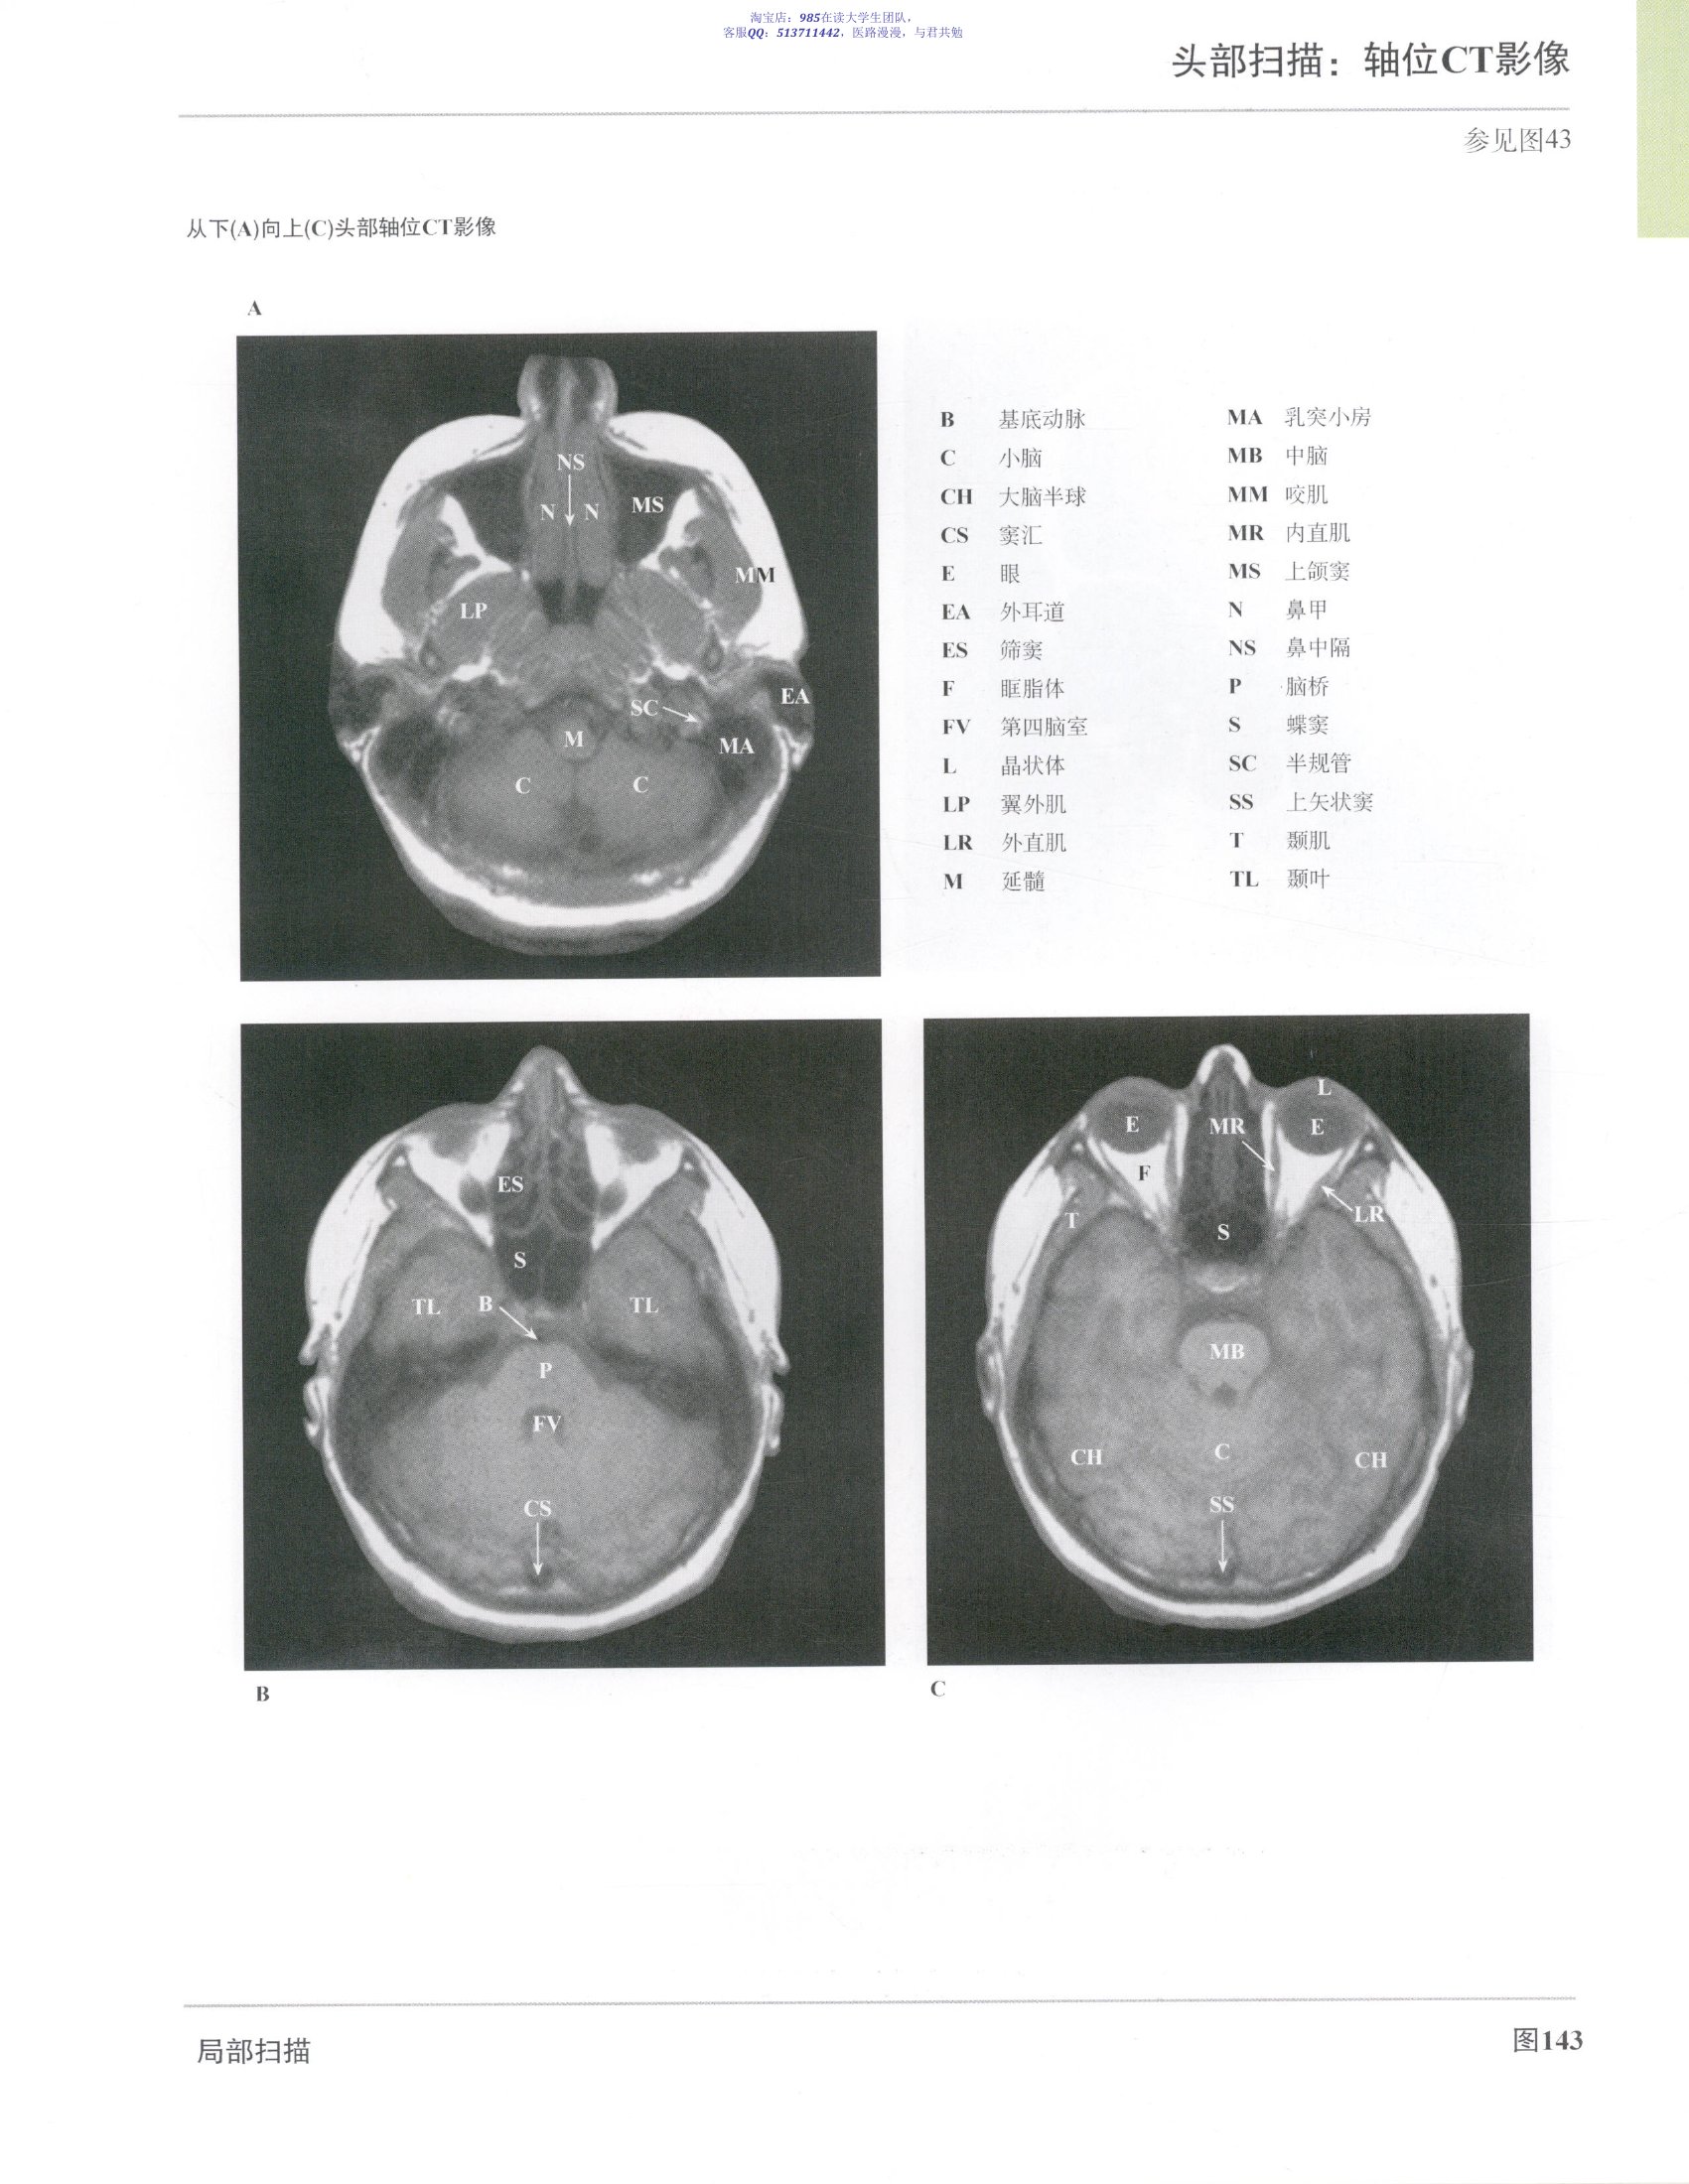 淘宝店：985在读大学生团队，
客服QQ：513711442，医路漫漫，与君共勉
头部扫描：轴位CT影像
参见图43
从下(A)向上(C)头部轴位CT影像
A
NS
N N
MS
MM
LP
EA
SC
M
MA
C C
B 基底动脉
C 小脑
CH 大脑半球
CS 窦汇
E 眼
EA 外耳道
ES 筛窦
F 眶脂体
FV 第四脑室
L 晶状体
LP 翼外肌
LR 外直肌
M 延髓
MA 乳突小房
MB 中脑
MM 咬肌
MR 内直肌
MS 上颌窦
N 鼻甲
NS 鼻中隔
P 脑桥
S 蝶窦
SC 半规管
SS 上矢状窦
T 颞肌
TL 颞叶
ES
S
TL B TL
P
FV
CS
B
L
E MR E
F
T LR
S
MB
CH C CH
SS
C
局部扫描
图143